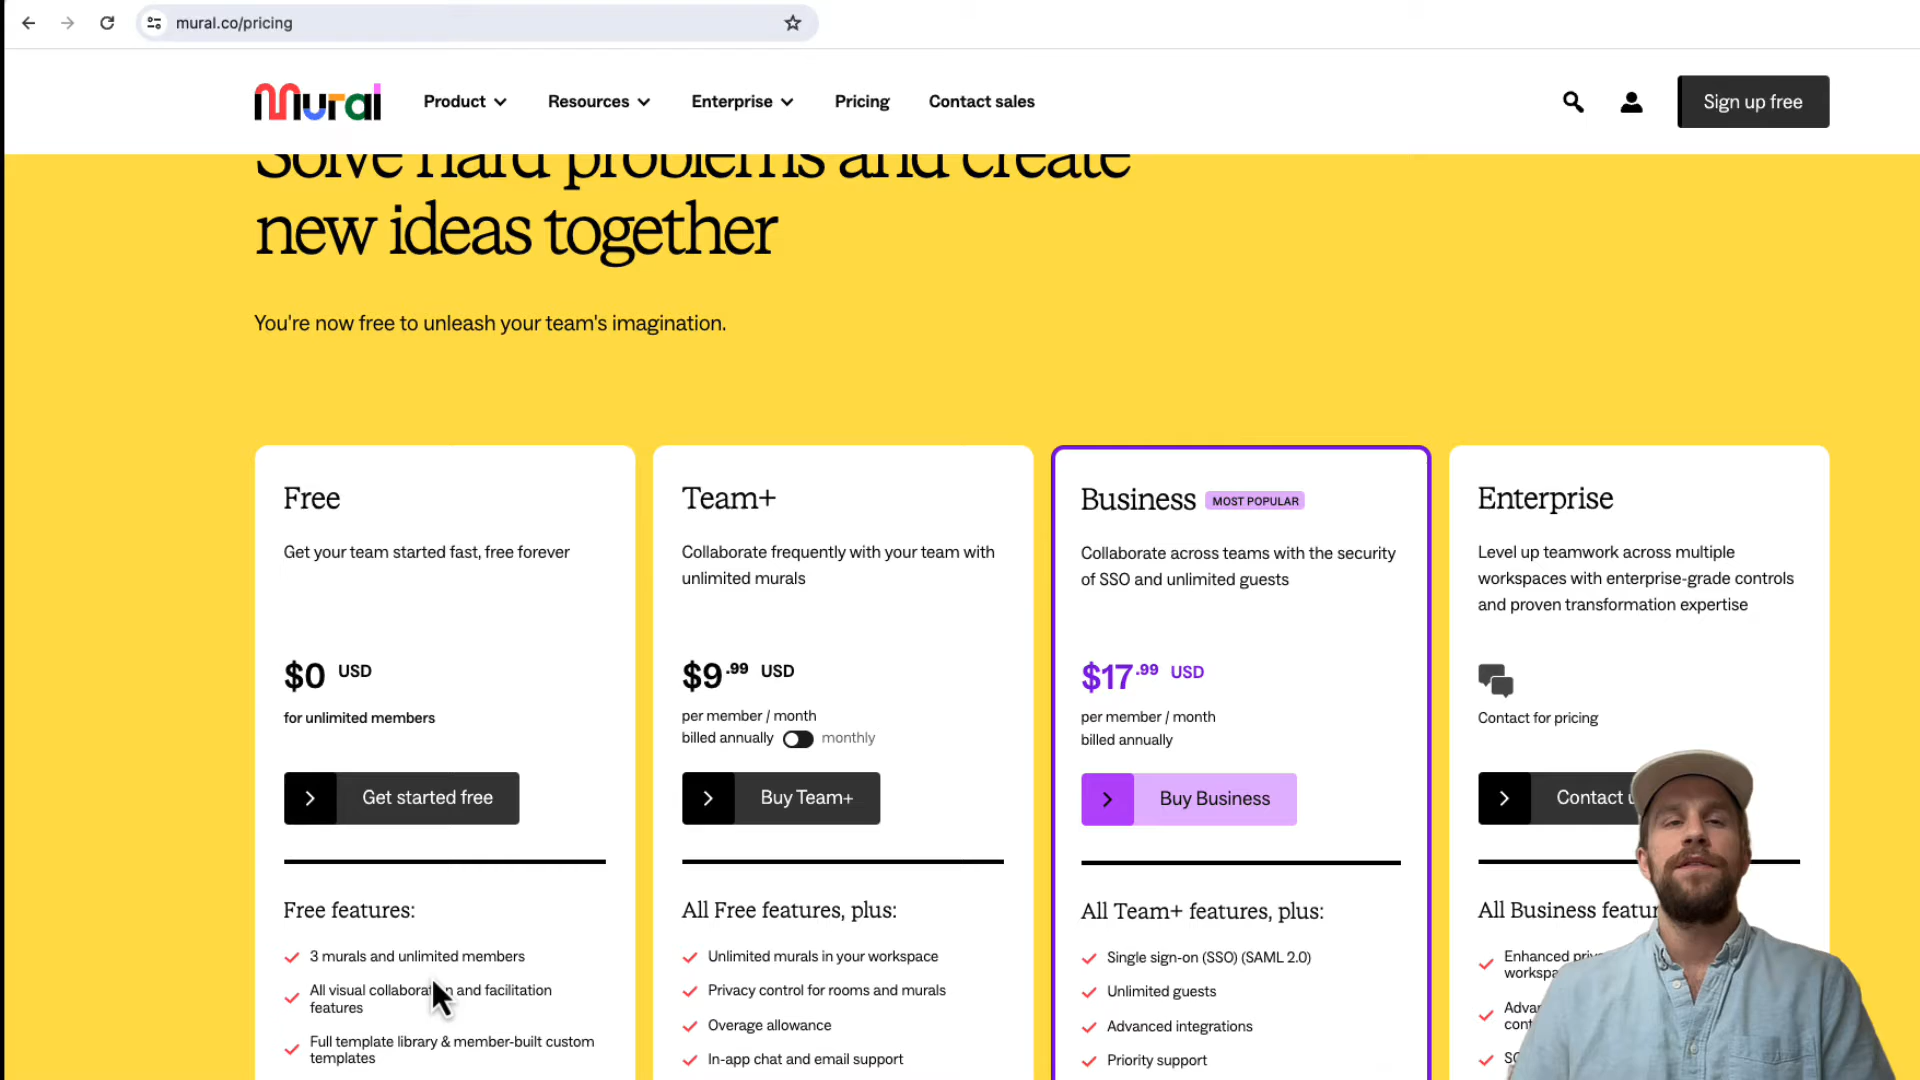 mural.co/pricing
Mural
Product
Resources
Enterprise
Pricing
Contact sales
Sign up free
Solve hard problems and create
new ideas together
You're now free to unleash your team's imagination.
Free
Get your team started fast, free forever
$0 USD
for unlimited members
Get started free
Free features:
3 murals and unlimited members
All visual collaboration and facilitation
features
Full template library & member-built custom
templates
Team+
Collaborate frequently with your team with
unlimited murals
$9.99 USD
per member / month
billed annually monthly
Buy Team+
All Free features, plus:
Unlimited murals in your workspace
Privacy control for rooms and murals
Overage allowance
In-app chat and email support
Business MOST POPULAR
Collaborate across teams with the security
of SSO and unlimited guests
$17.99 USD
per member / month
billed annually
Buy Business
All Team+ features, plus:
Single sign-on (SSO) (SAML 2.0)
Unlimited guests
Advanced integrations
Priority support
Enterprise
Level up teamwork across multiple
workspaces with enterprise-grade controls
and proven transformation expertise
Contact for pricing
Contact
All Business
Enhanced